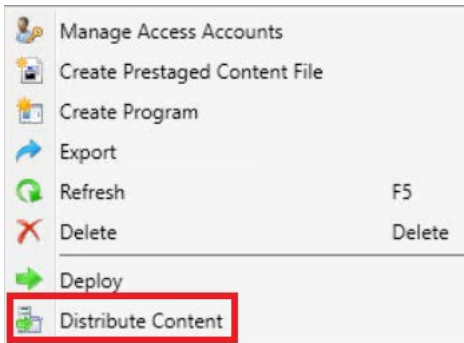 Manage Access Accounts
Create Prestaged Content File
Create Program
Export
Refresh F5
Delete Delete
Deploy
Distribute Content